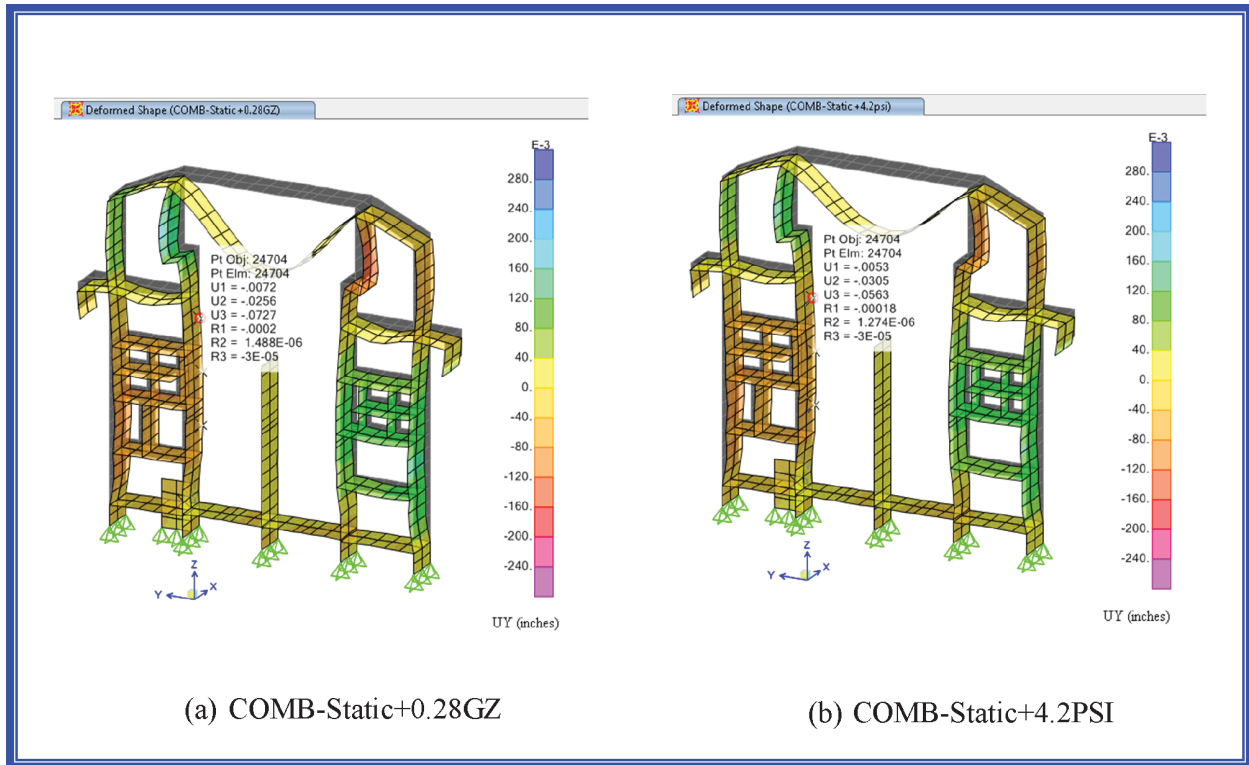 Deformed Shape (COMB-Static+0.28GZ)
E-3
280.
240.
200.
160.
120.
80.
40.
0.
-40.
-80.
-120.
-160.
-200.
-240.
Pt Obj: 24704
Pt Elm: 24704
U1 = -.0072
U2 = -.0256
U3 = -.0727
R1 = -.0002
R2 = 1.488E-06
R3 = -3E-05
Z
Y
X
UY (inches)
(a) COMB-Static+0.28GZ
Deformed Shape (COMB-Static+4.2psi)
E-3
280.
240.
200.
160.
120.
80.
40.
0.
-40.
-80.
-120.
-160.
-200.
-240.
Pt Obj: 24704
Pt Elm: 24704
U1 = -.0053
U2 = -.0305
U3 = -.0563
R1 = -.00018
R2 = 1.274E-06
R3 = -3E-05
Z
Y
X
UY (inches)
(b) COMB-Static+4.2PSI